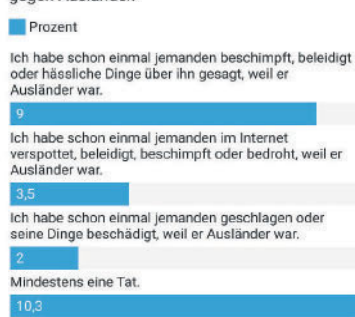 gegen Ausländer.
Prozent
Ich habe schon einmal jemanden beschimpft, beleidigt
oder hässliche Dinge über ihn gesagt, weil er
Ausländer war.
9
Ich habe schon einmal jemanden im Internet
verspottet, beleidigt, beschimpft oder bedroht, weil er
Ausländer war.
3,5
Ich habe schon einmal jemanden geschlagen oder
seine Dinge beschädigt, weil er Ausländer war.
2
Mindestens eine Tat.
10,3